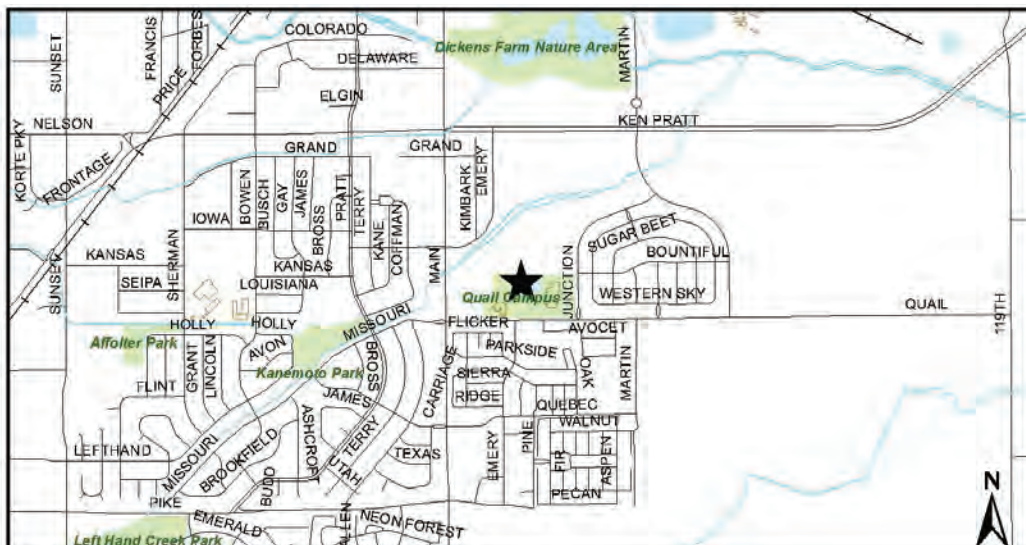 COLORADO
Dickens Farm Nature Area
SUNSET
FRANCIS
FORBES
PRICE
DELAWARE
MARTIN
ELGIN
NELSON
KEN PRATT
KORTE PKY
FRONTAGE
GRAND
GRAND
BOWEN
BUSCH
GAY
JAMES
BROSS
PRATT
TERRY
KIMBARK
EMERY
IOWA
KANE
COFFMAN
SUGAR BEET
KANSAS
SHERMAN
MAIN
BOUNTIFUL
KANSAS
SEIPA
LOUISIANA
SUNSET
Quail Campus
JUNCTION
WESTERN SKY
QUAIL
119TH
HOLLY
HOLLY
MISSOURI
FLICKER
AVOCET
Affolter Park
AVON
BROSS
PARKSIDE
Kanemoto Park
GRANT
LINCOLN
CARRIAGE
SIERRA
OAK
MARTIN
FLINT
JAMES
RIDGE
QUEBEC
ASHCROFT
TERRY
WALNUT
LEFTHAND
MISSOURI
BROOKFIELD
UTAH
TEXAS
EMERY
PINE
FIR
ASPEN
BUDD
PIKE
PECAN
N
EMERALD
ALLEN
NEON FOREST
Left Hand Creek Park